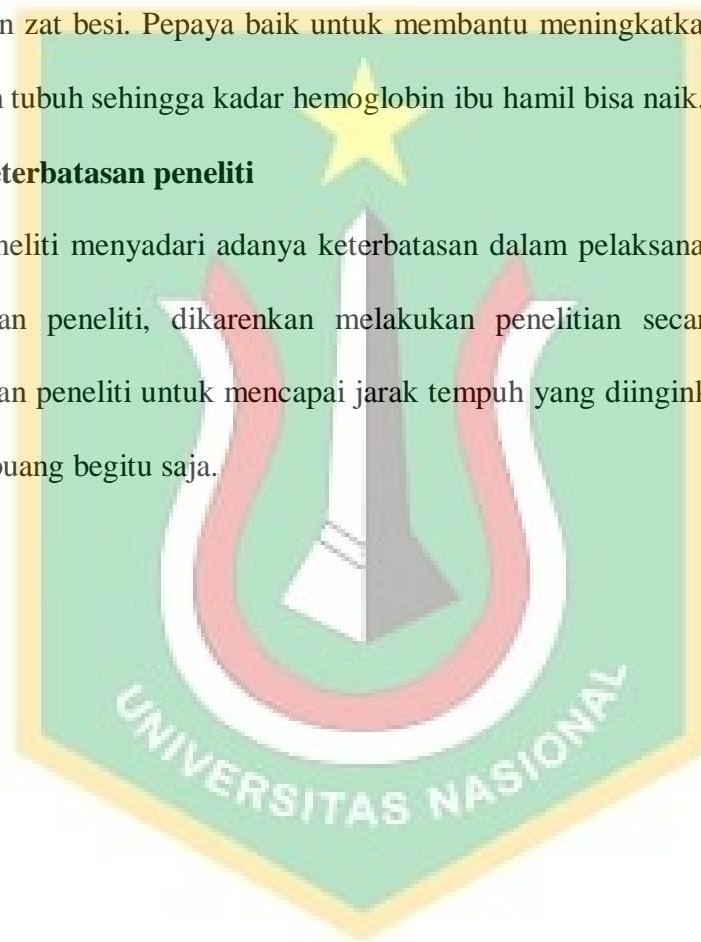 n zat besi. Pepaya baik untuk membantu meningkatka
tubuh sehingga kadar hemoglobin ibu hamil bisa naik.
terbatasan peneliti
neliti menyadari adanya keterbatasan dalam pelaksana
an peneliti, dikarenkan melakukan penelitian secar
an peneliti untuk mencapai jarak tempuh yang diingink
buang begitu saja.
UNIVERSITAS NASIONAL